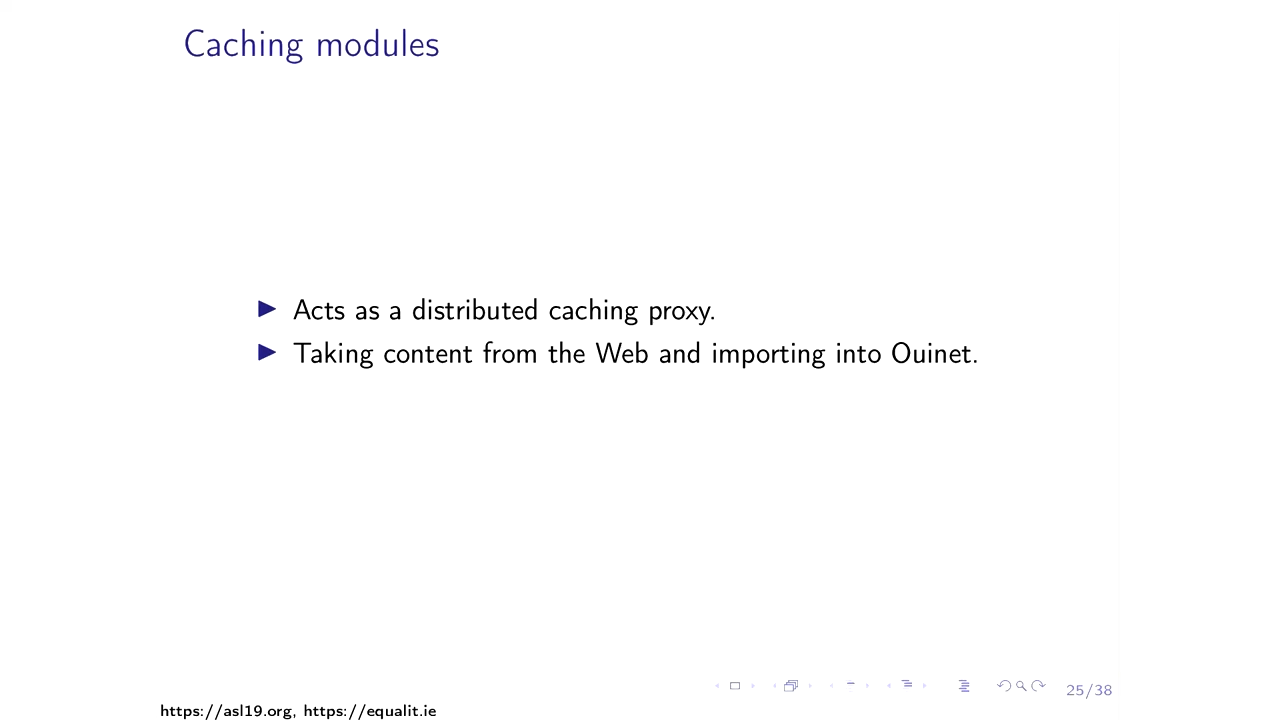 Caching modules
Acts as a distributed caching proxy.
Taking content from the Web and importing into Ouinet.
25/38
https://asl19.org, https://equalit.ie